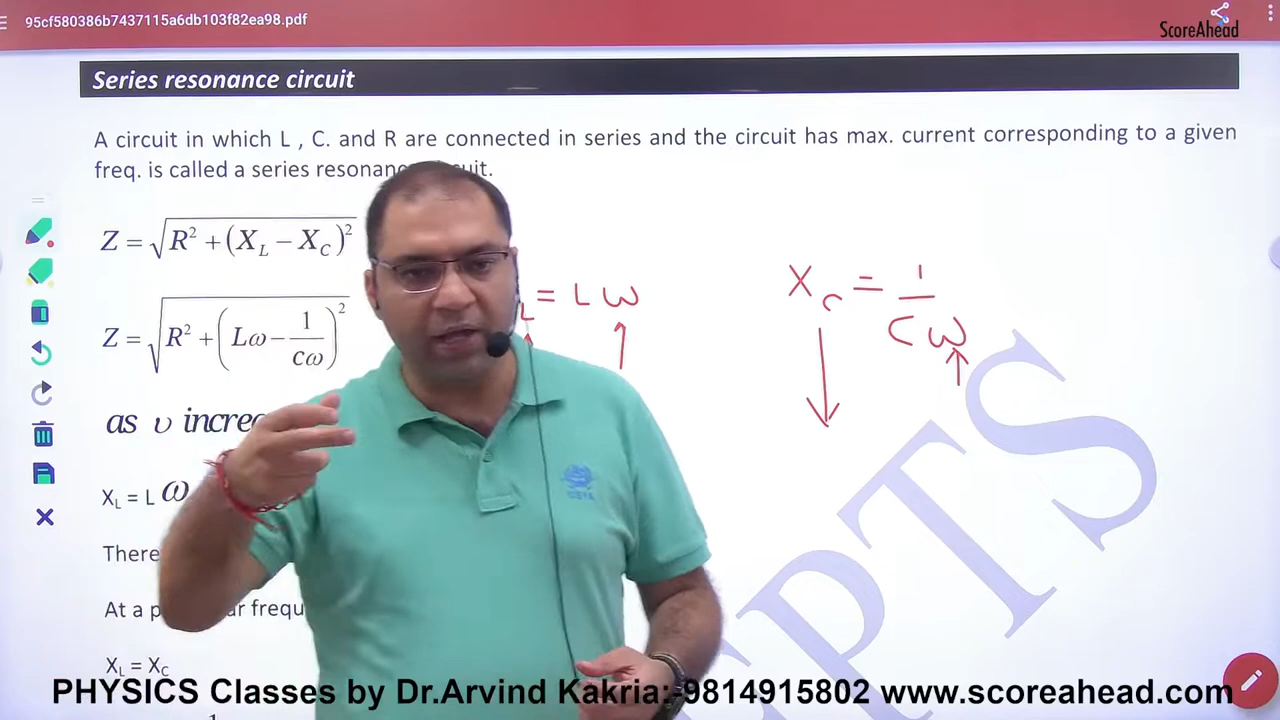 95cf580386b7437115a6db103f82ea98.pdf
ScoreAhead
Series resonance circuit
A circuit in which L , C. and R are connected in series and the circuit has max. current corresponding to a given
freq. is called a series resonance circuit.
Z = √R² + (X_L − X_C)²
Z = √R² + (Lω − 1/cω)²
= L ω
X_C = 1/C ω
as υ increa
X_L = L ω
There
At a p ar frequ
X_L = X_C
EPTS
PHYSICS Classes by Dr.Arvind Kakria:-9814915802 www.scoreahead.com